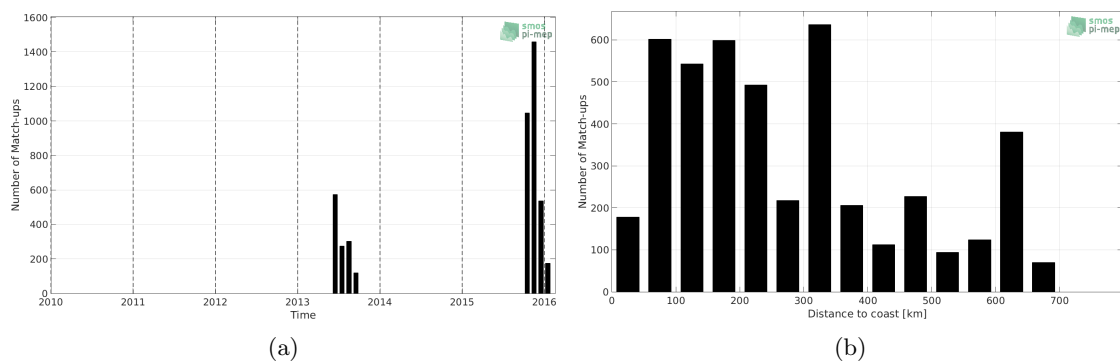 1600
1400
1200
1000
800
600
400
200
0
Number of Match-ups
2010 2011 2012 2013 2014 2015 2016
Time
smos
pi-mep
(a)
600
500
400
300
200
100
0
Number of Match-ups
0 100 200 300 400 500 600 700
Distance to coast [km]
smos
pi-mep
(b)